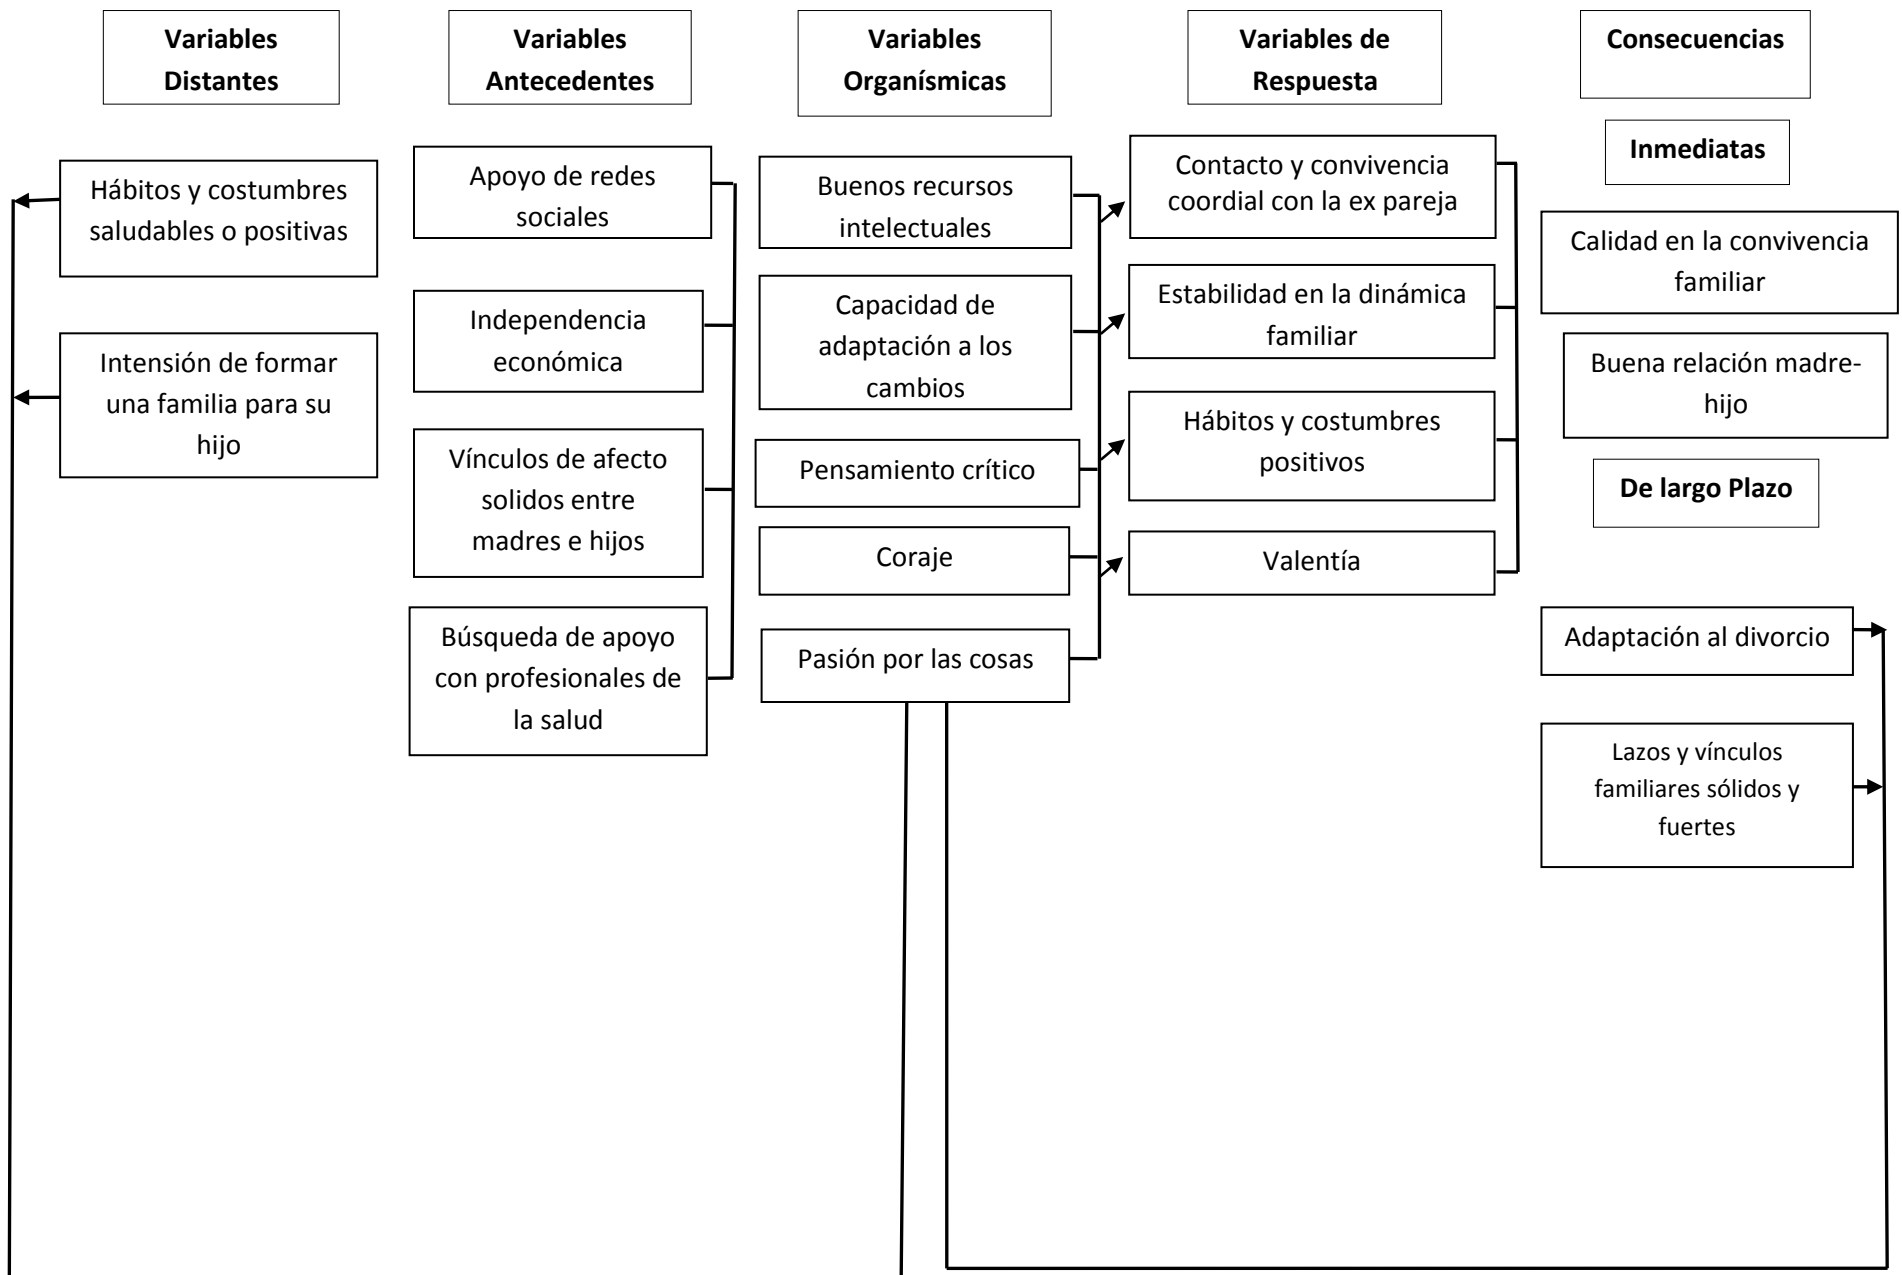 Variables
Distantes
Variables
Antecedentes
Variables
Organísmicas
Variables de
Respuesta
Consecuencias
Inmediatas
Hábitos y costumbres
saludables o positivas
Intensión de formar
una familia para su
hijo
Apoyo de redes
sociales
Independencia
económica
Vínculos de afecto
solidos entre
madres e hijos
Búsqueda de apoyo
con profesionales de
la salud
Buenos recursos
intelectuales
Capacidad de
adaptación a los
cambios
Pensamiento crítico
Coraje
Pasión por las cosas
Contacto y convivencia
coordial con la ex pareja
Estabilidad en la dinámica
familiar
Hábitos y costumbres
positivos
Valentía
Calidad en la convivencia
familiar
Buena relación madre-
hijo
De largo Plazo
Adaptación al divorcio
Lazos y vínculos
familiares sólidos y
fuertes